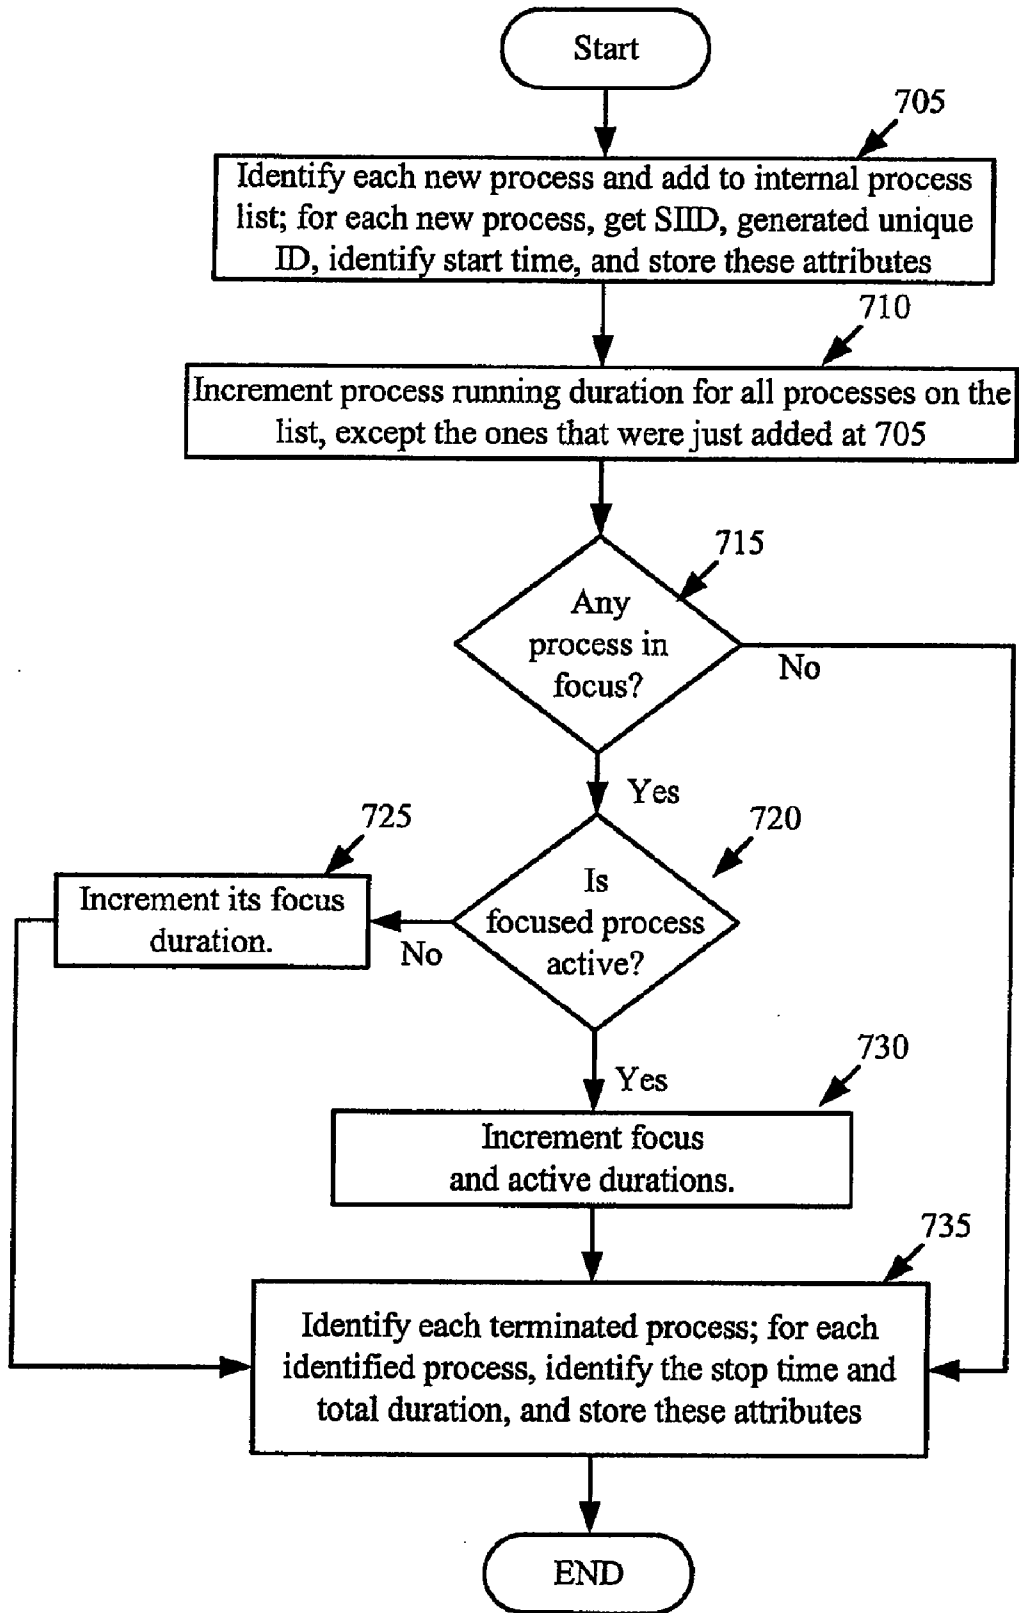 Start
705
Identify each new process and add to internal process
list; for each new process, get SIID, generated unique
ID, identify start time, and store these attributes
710
Increment process running duration for all processes on the
list, except the ones that were just added at 705
715
Any
process in
focus?
No
Yes
725
720
Increment its focus
duration.
Is
focused process
active?
No
730
Yes
Increment focus
and active durations.
735
Identify each terminated process; for each
identified process, identify the stop time and
total duration, and store these attributes
END